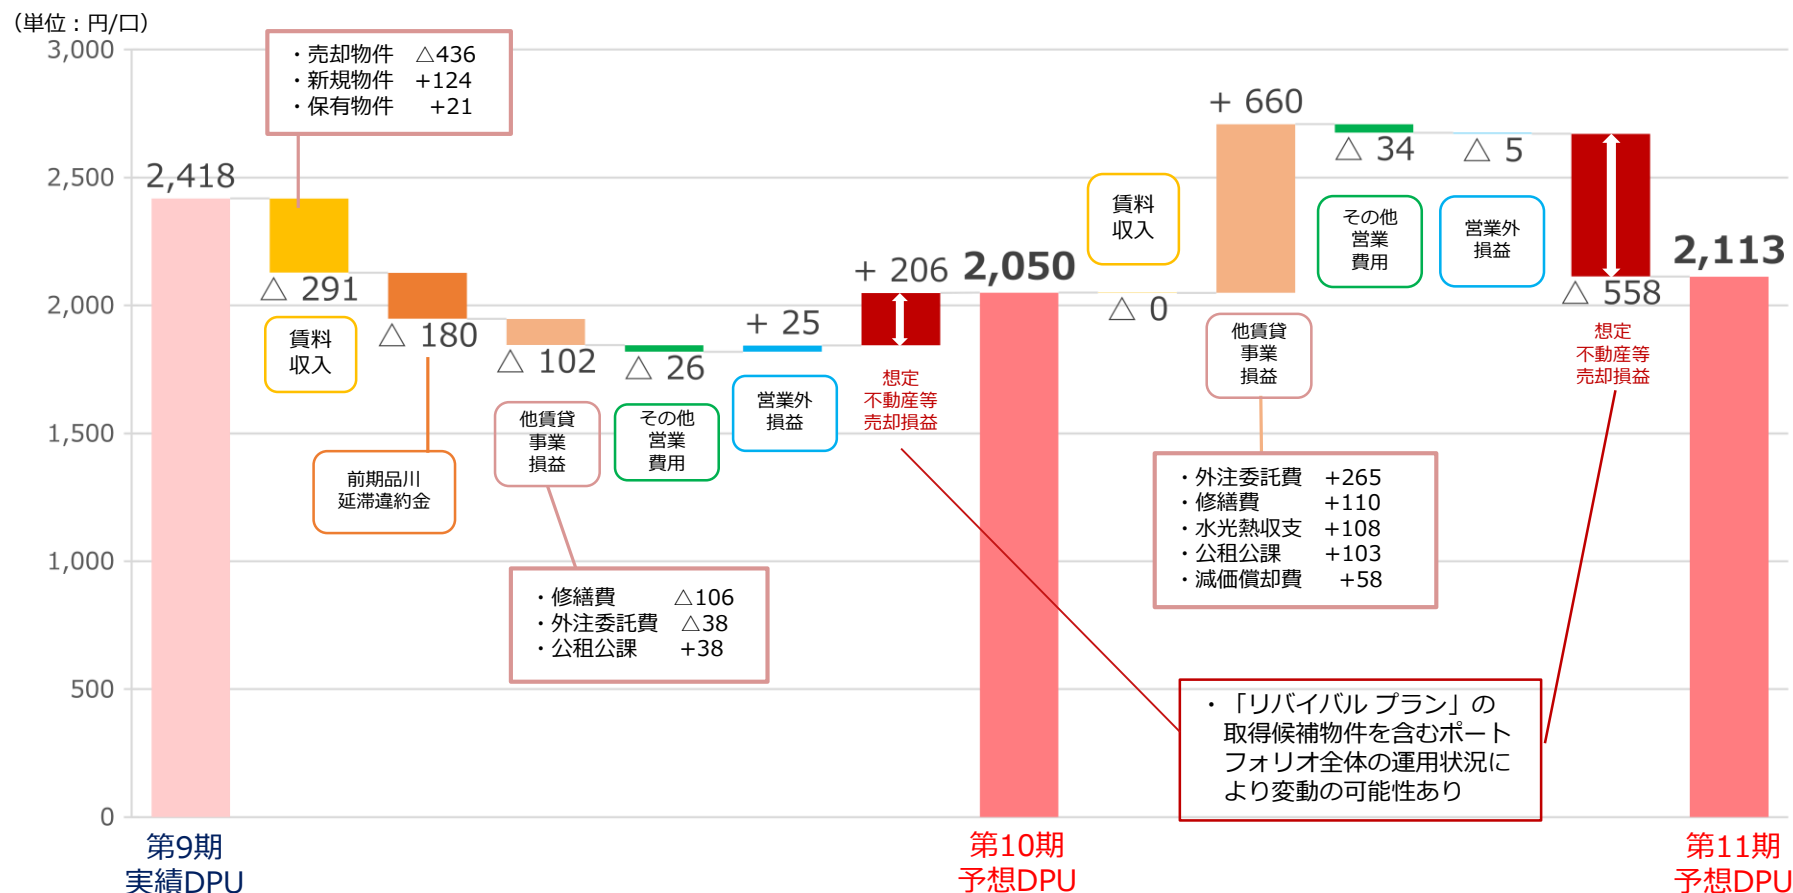 （単位：円/口）
3,000
2,500
2,000
1,500
1,000
500
0
・売却物件　△436
・新規物件　+124
・保有物件　+21
2,418
△ 291
賃料
収入
△ 180
前期品川
延滞違約金
△ 102
他賃貸
事業
損益
・修繕費　△106
・外注委託費　△38
・公租公課　+38
△ 26
その他
営業
費用
+ 25
営業外
損益
+ 206
想定
不動産等
売却損益
2,050
賃料
収入
△ 0
+ 660
他賃貸
事業
損益
・外注委託費　+265
・修繕費　+110
・水光熱収支　+108
・公租公課　+103
・減価償却費　+58
△ 34
その他
営業
費用
△ 5
営業外
損益
△ 558
想定
不動産等
売却損益
2,113
・「リバイバル プラン」の
取得候補物件を含むポート
フォリオ全体の運用状況に
より変動の可能性あり
第9期
実績DPU
第10期
予想DPU
第11期
予想DPU